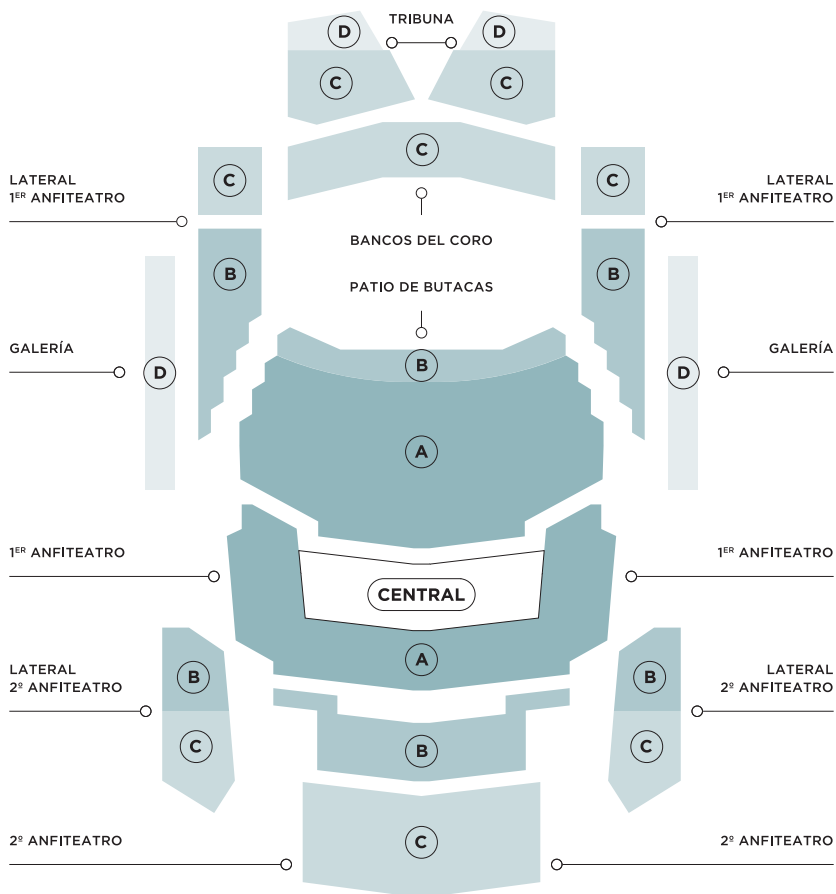 TRIBUNA
D
D
C
C
C
C
C
LATERAL
1ER ANFITEATRO
LATERAL
1ER ANFITEATRO
BANCOS DEL CORO
B
B
PATIO DE BUTACAS
GALERÍA
GALERÍA
B
D
D
A
1ER ANFITEATRO
1ER ANFITEATRO
CENTRAL
A
LATERAL
2º ANFITEATRO
LATERAL
2º ANFITEATRO
B
B
C
B
C
2º ANFITEATRO
C
2º ANFITEATRO